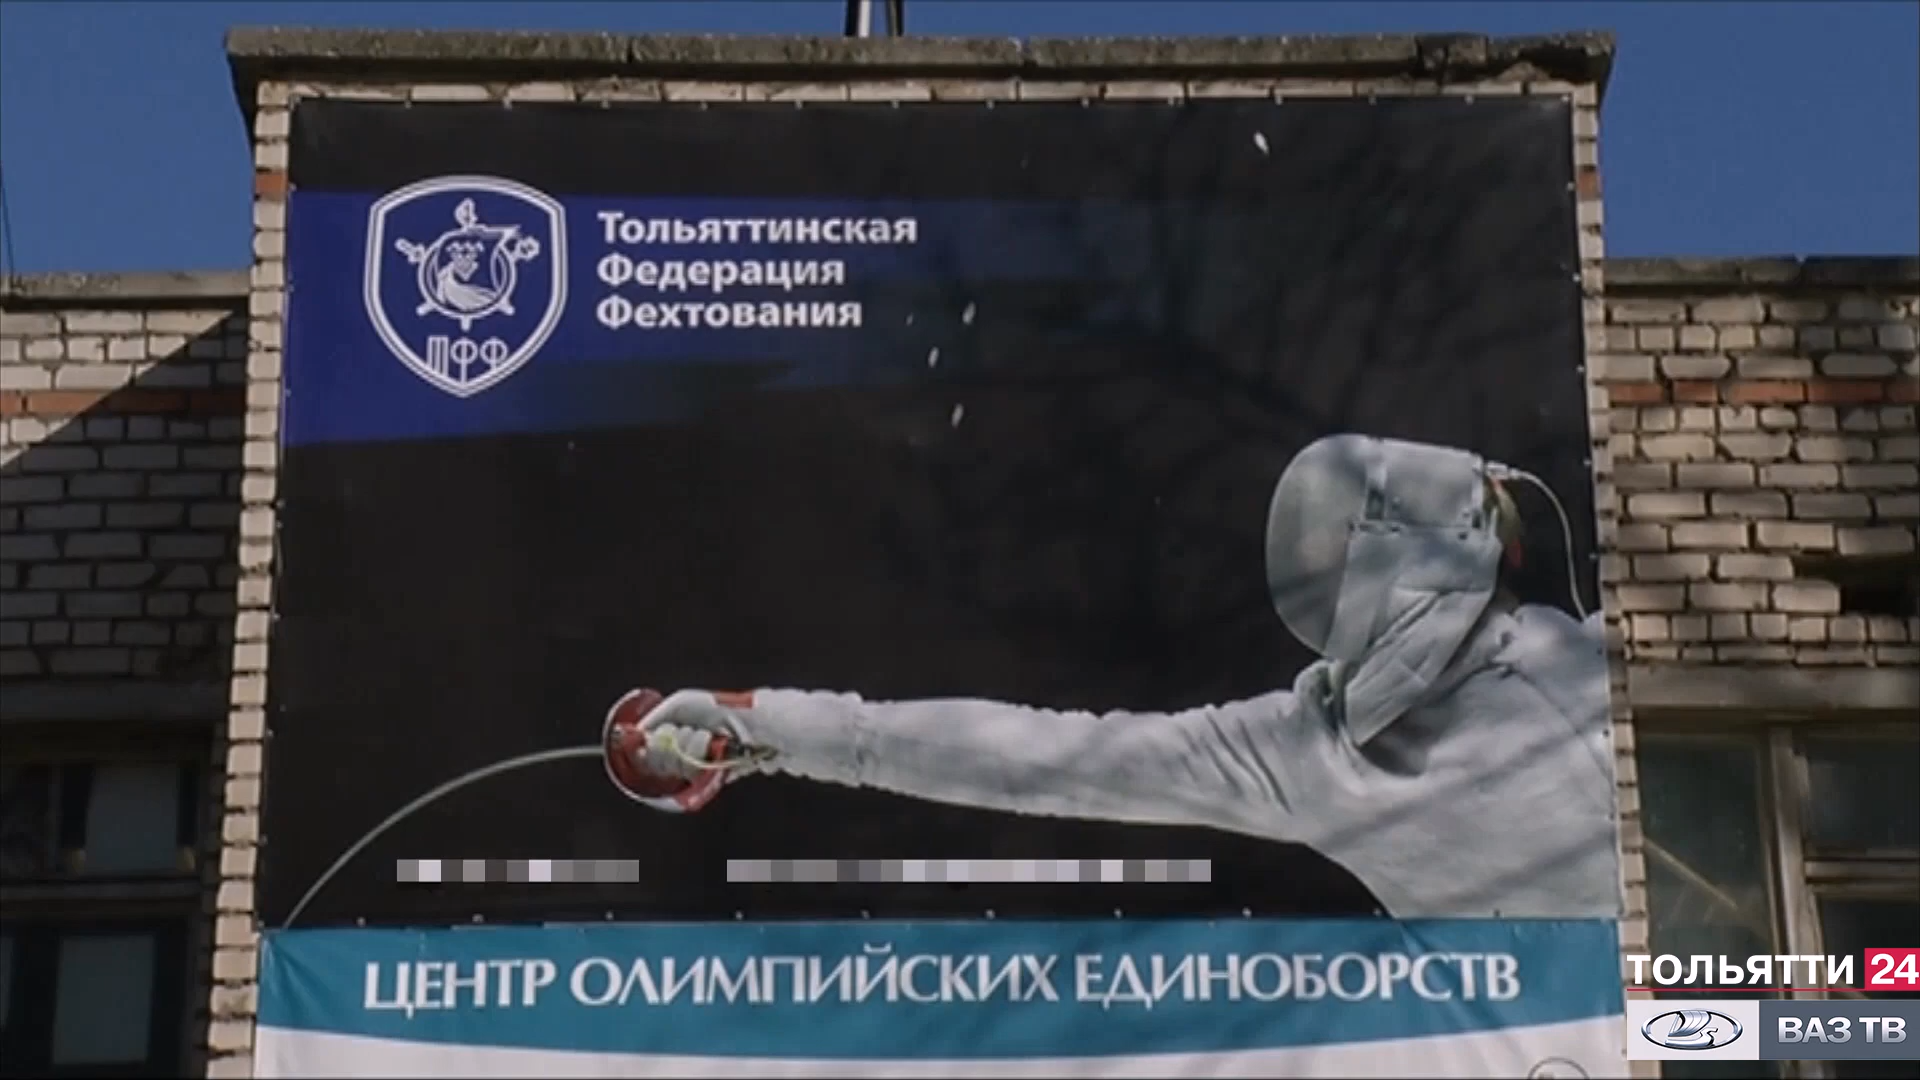 Тольяттинская
Федерация
Фехтования
ТФФ
ЦЕНТР ОЛИМПИЙСКИХ ЕДИНОБОРСТВ
ТОЛЬЯТТИ 24
ВАЗ ТВ